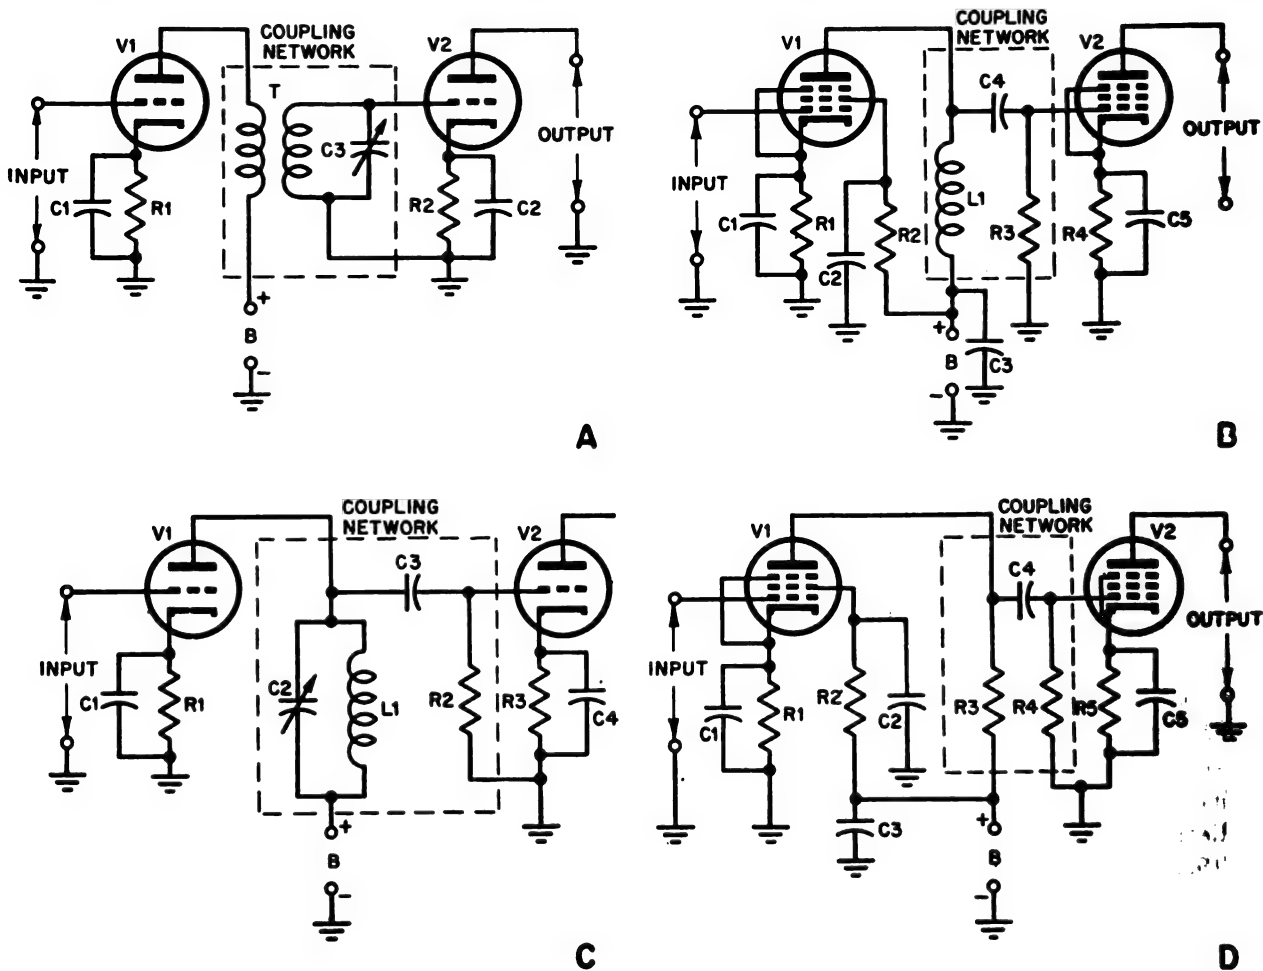 COUPLING
NETWORK
V1
V2
T
C3
INPUT
OUTPUT
C1
R1
R2
C2
+
B
-
A
COUPLING
NETWORK
V1
V2
C4
INPUT
OUTPUT
C1
R1
C2
R2
L1
R3
R4
C5
+
B
C3
-
B
COUPLING
NETWORK
V1
V2
C3
INPUT
C1
R1
C2
L1
R2
R3
C4
+
B
-
C
COUPLING
NETWORK
V1
V2
C4
INPUT
OUTPUT
C1
R1
R2
C2
R3
R4
R5
C5
C3
+
B
-
D